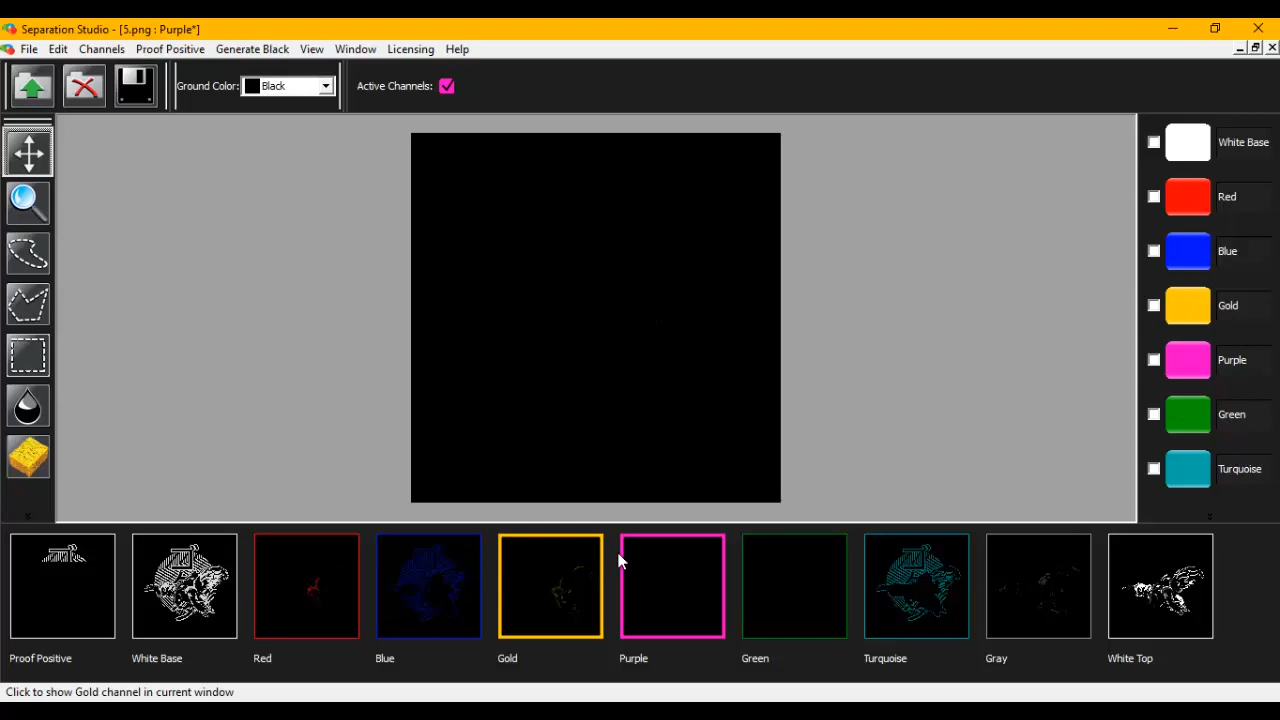 Separation Studio - [5.png : Purple*]
File Edit Channels Proof Positive Generate Black View Window Licensing Help
Ground Color: Black Active Channels:
White Base
Red
Blue
Gold
Purple
Green
Turquoise
Proof Positive White Base Red Blue Gold Purple Green Turquoise Gray White Top
Click to show Gold channel in current window